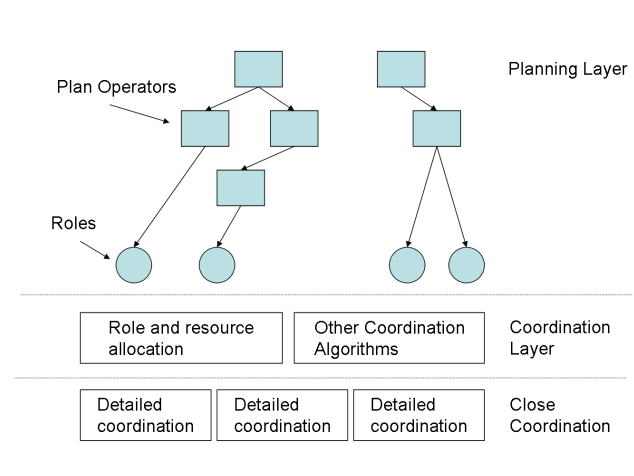 Planning Layer
Plan Operators
Roles
Role and resource
allocation
Other Coordination
Algorithms
Coordination
Layer
Detailed
coordination
Detailed
coordination
Detailed
coordination
Close
Coordination